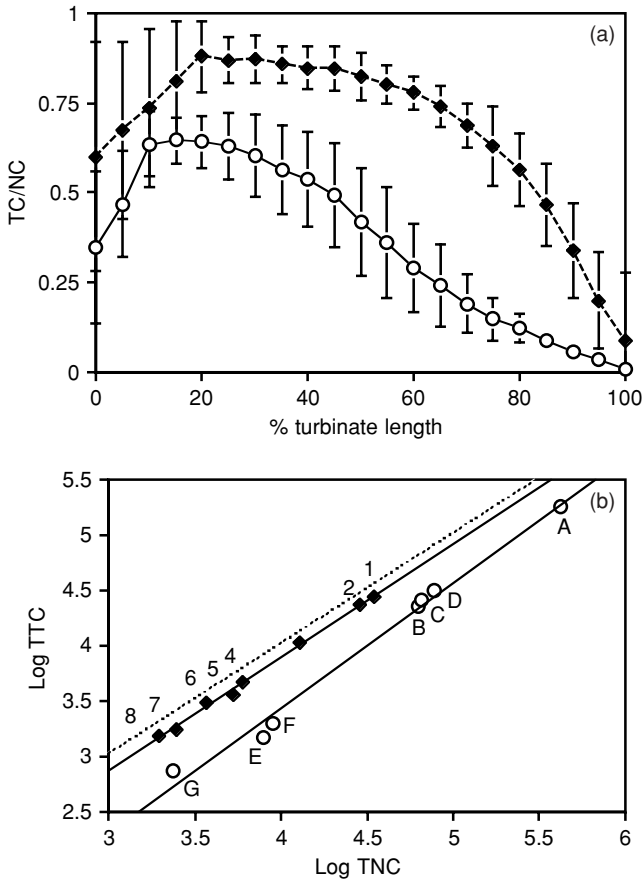 (a)
1
0.75
0.5
0.25
0
TC/NC
0 20 40 60 80 100
% turbinate length
(b)
5.5
5
4.5
4
3.5
3
2.5
Log TTC
1
2
4
5
6
7
8
A
B C D
E F
G
3 3.5 4 4.5 5 5.5 6
Log TNC